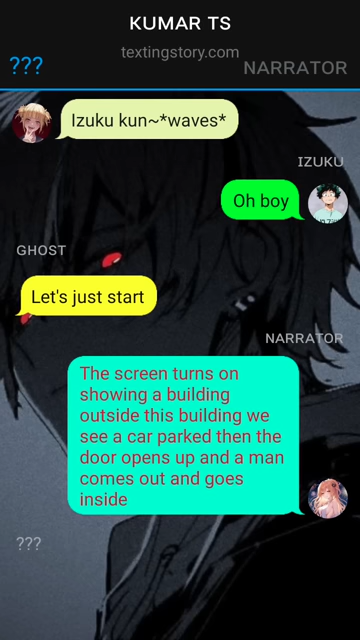 KUMAR TS
textingstory.com
???
NARRATOR
Izuku kun~*waves*
IZUKU
Oh boy
GHOST
Let's just start
NARRATOR
The screen turns on
showing a building
outside this building we
see a car parked then the
door opens up and a man
comes out and goes
inside
???